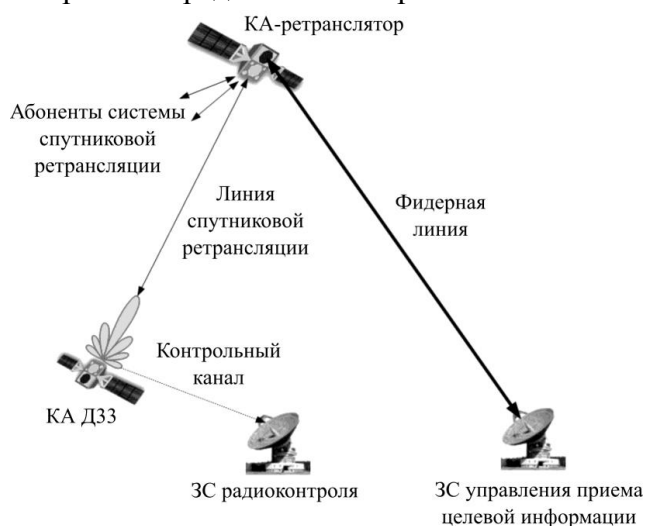 КА-ретранслятор
Абоненты системы
спутниковой
ретрансляции
Линия
спутниковой
ретрансляции
Фидерная
линия
Контрольный
канал
КА ДЗЗ
ЗС радиоконтроля
ЗС управления приема
целевой информации